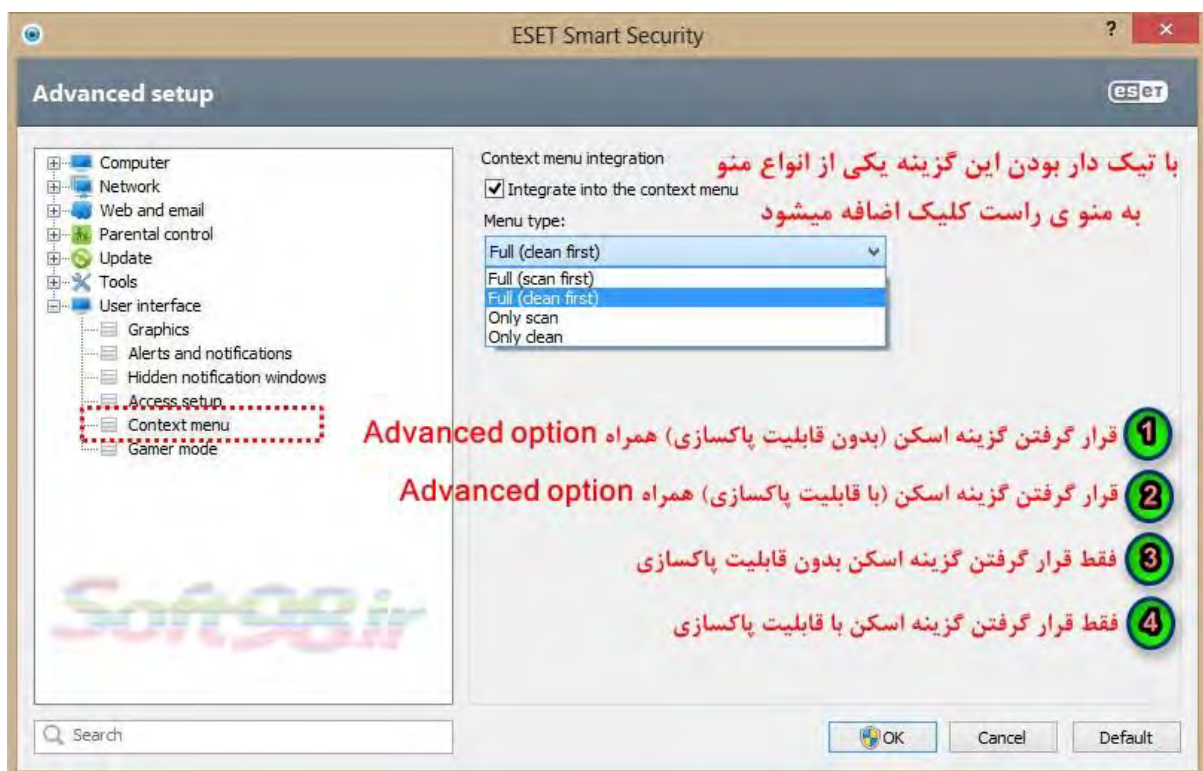 ESET Smart Security
?
Advanced setup
eset
Computer
Network
Web and email
Parental control
Update
Tools
User interface
Graphics
Alerts and notifications
Hidden notification windows
Access setup
Context menu
Gamer mode
Context menu integration
Integrate into the context menu
Menu type:
Full (clean first)
Full (scan first)
Full (clean first)
Only scan
Only clean
با تیک دار بودن این گزینه یکی از انواع منو
به منو ی راست کلیک اضافه میشود
1 قرار گرفتن گزینه اسکن (بدون قابلیت پاکسازی) همراه Advanced option
2 قرار گرفتن گزینه اسکن (با قابلیت پاکسازی) همراه Advanced option
3 فقط قرار گرفتن گزینه اسکن بدون قابلیت پاکسازی
4 فقط قرار گرفتن گزینه اسکن با قابلیت پاکسازی
Soft98.ir
Search
OK
Cancel
Default